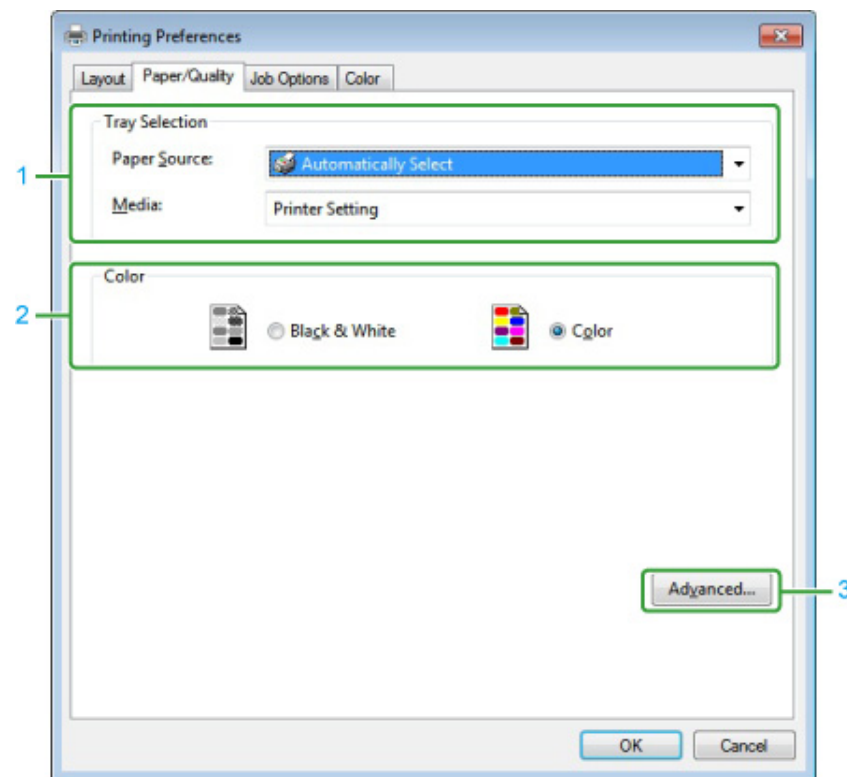 Printing Preferences
Layout Paper/Quality Job Options Color
Tray Selection
1 Paper Source: Automatically Select
Media: Printer Setting
Color
2 Black & White Color
Advanced... 3
OK Cancel